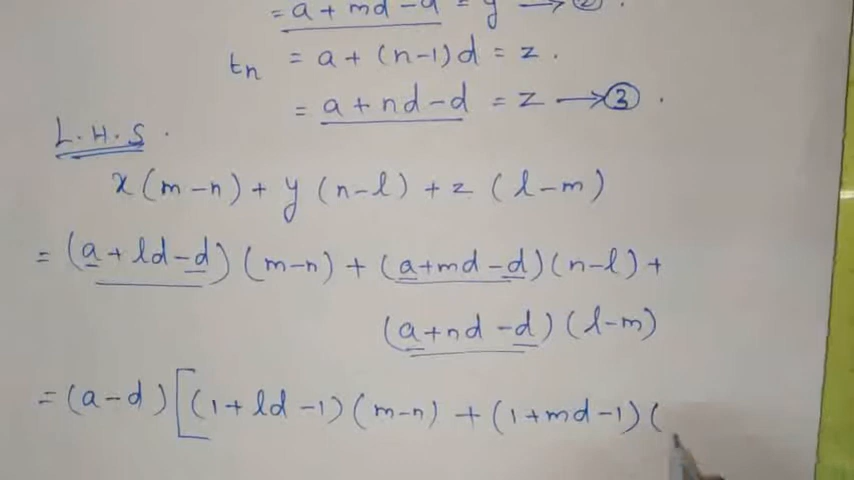 = a + md - d = y → ②.
tn = a + (n-1)d = z.
= a + nd - d = z → ③.
L.H.S.
x(m-n) + y(n-l) + z(l-m)
= (a + ld - d)(m-n) + (a + md - d)(n-l) +
(a + nd - d)(l-m)
= (a-d)[(1 + ld - 1)(m-n) + (1 + md - 1)(